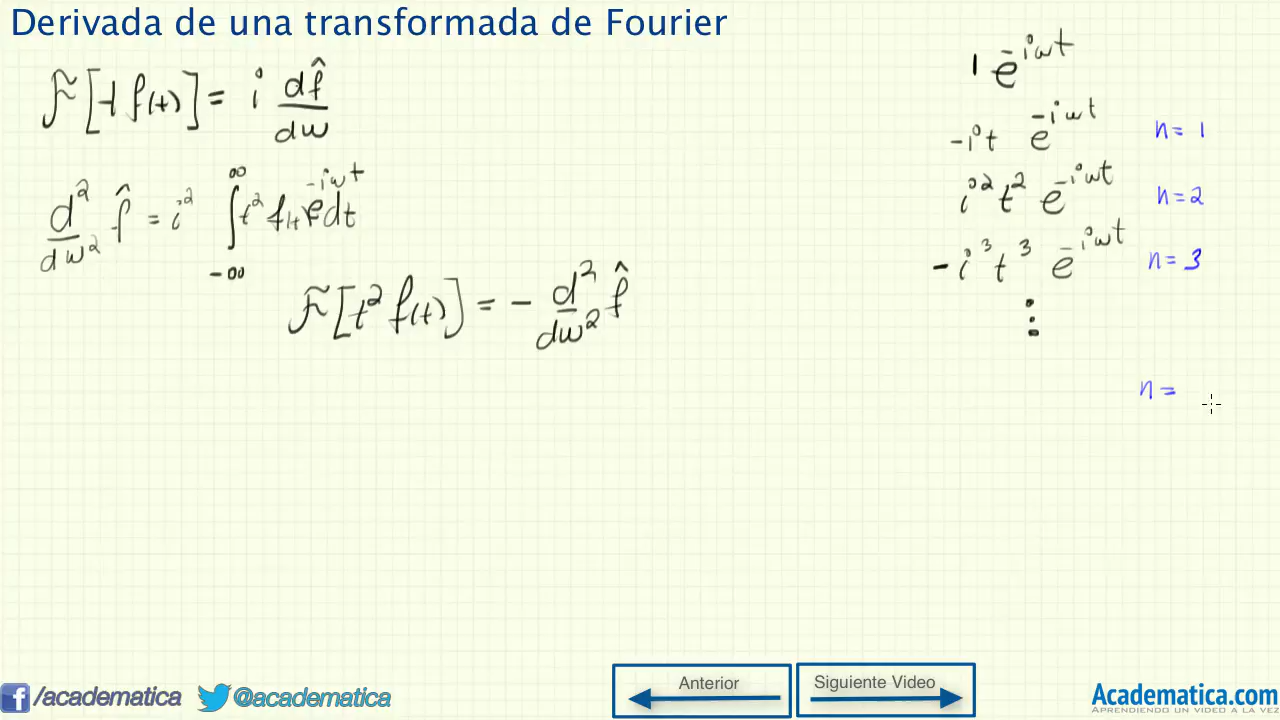 Derivada de una transformada de Fourier
F[t f(t)] = i df̂/dw
d²/dw² f̂ = i² ∫_{-∞}^{∞} t² f(t) e^{-iwt} dt
F[t² f(t)] = - d²/dw² f̂
1 e^{-iwt}
-it e^{-iwt} n = 1
i² t² e^{-iwt} n = 2
-i³ t³ e^{-iwt} n = 3
⋮
n =
Anterior
Siguiente Video
/academatica
@academatica
Academatica.com
APRENDIENDO UN VIDEO A LA VEZ